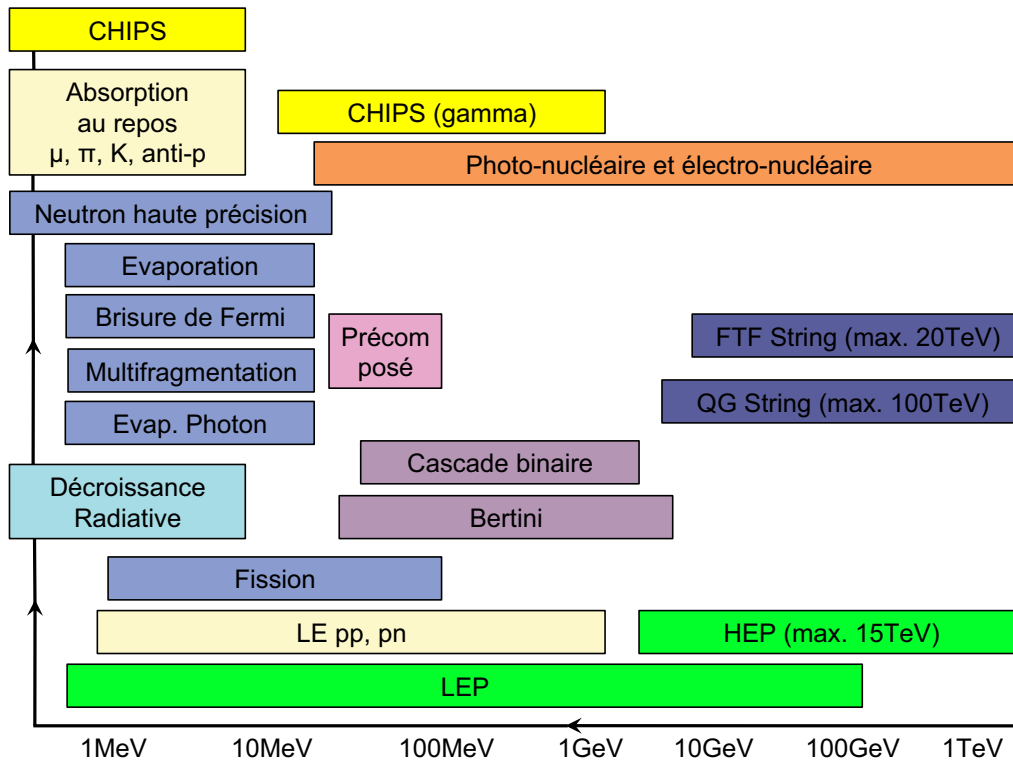 CHIPS
Absorption
au repos
μ, π, K, anti-p
CHIPS (gamma)
Photo-nucléaire et électro-nucléaire
Neutron haute précision
Evaporation
Brisure de Fermi
Précom
posé
FTF String (max. 20TeV)
Multifragmentation
QG String (max. 100TeV)
Evap. Photon
Cascade binaire
Décroissance
Radiative
Bertini
Fission
LE pp, pn
HEP (max. 15TeV)
LEP
1MeV 10MeV 100MeV 1GeV 10GeV 100GeV 1TeV